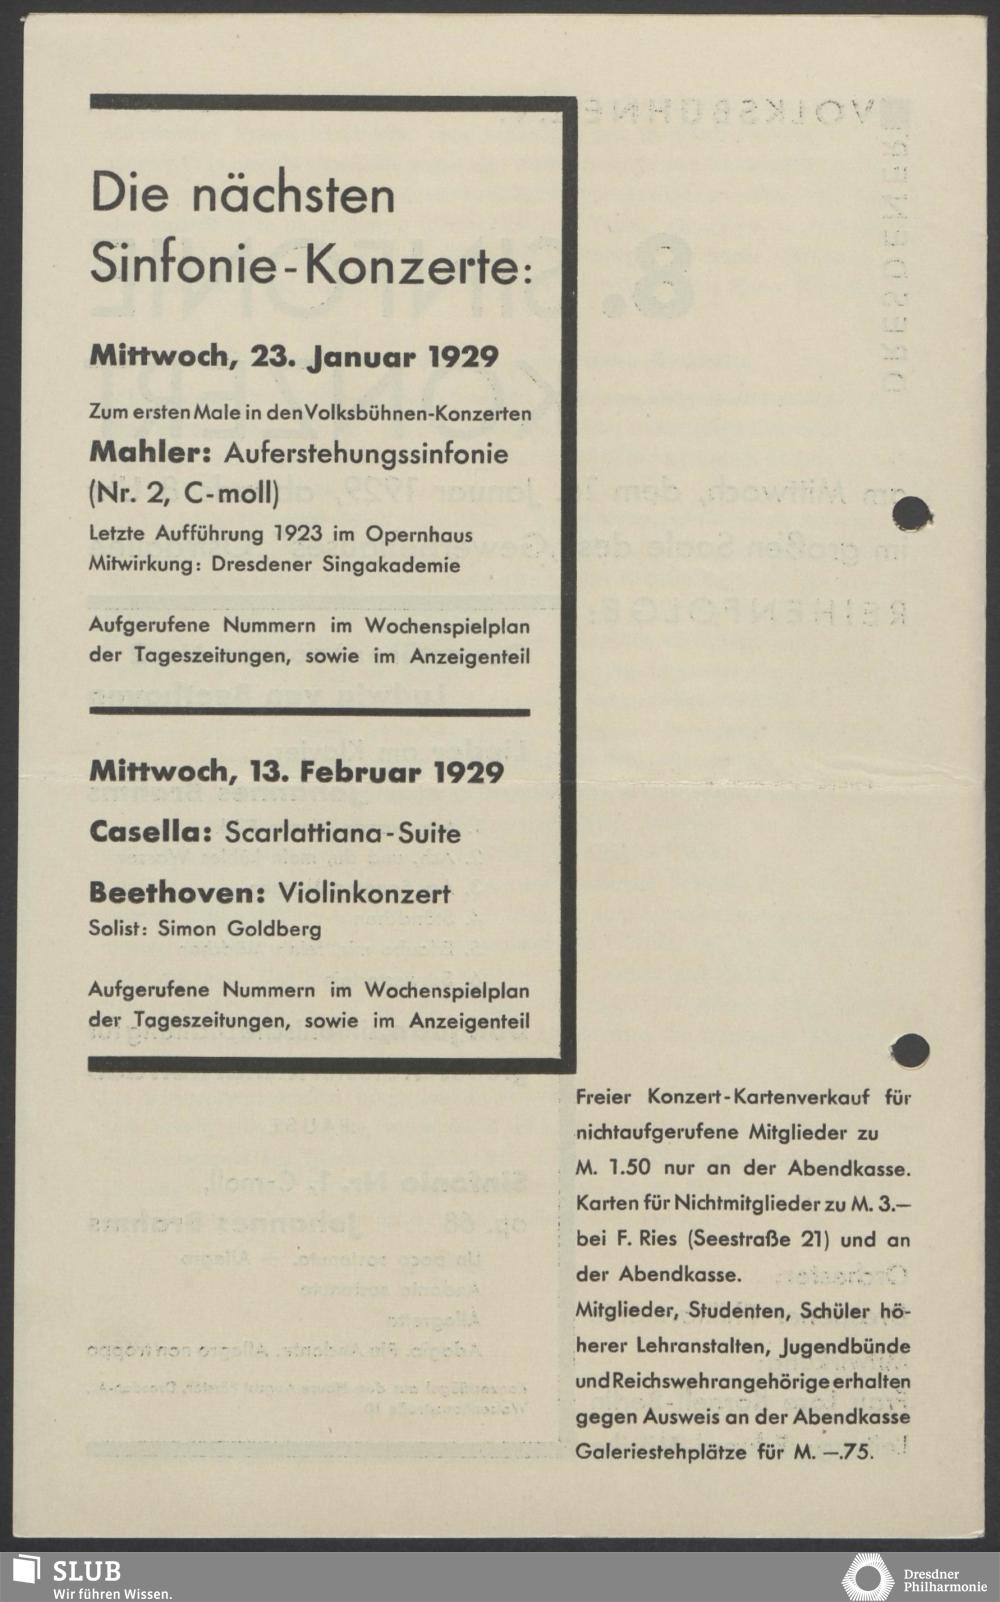 Die nächsten
Sinfonie-Konzerte:
Mittwoch, 23. Januar 1929
Zum ersten Male in den Volksbühnen-Konzerten
Mahler: Auferstehungssinfonie
(Nr. 2, C-moll)
Letzte Aufführung 1923 im Opernhaus
Mitwirkung: Dresdener Singakademie
Aufgerufene Nummern im Wochenspielplan
der Tageszeitungen, sowie im Anzeigenteil
Mittwoch, 13. Februar 1929
Casella: Scarlattiana-Suite
Beethoven: Violinkonzert
Solist: Simon Goldberg
Aufgerufene Nummern im Wochenspielplan
der Tageszeitungen, sowie im Anzeigenteil
Freier Konzert-Kartenverkauf für
nichtaufgerufene Mitglieder zu
M. 1.50 nur an der Abendkasse.
Karten für Nichtmitglieder zu M. 3.—
bei F. Ries (Seestraße 21) und an
der Abendkasse.
Mitglieder, Studenten, Schüler hö-
herer Lehranstalten, Jugendbünde
und Reichswehrangehörige erhalten
gegen Ausweis an der Abendkasse
Galeriestehplätze für M. —.75.
SLUB
Wir führen Wissen.
Dresdner
Philharmonie